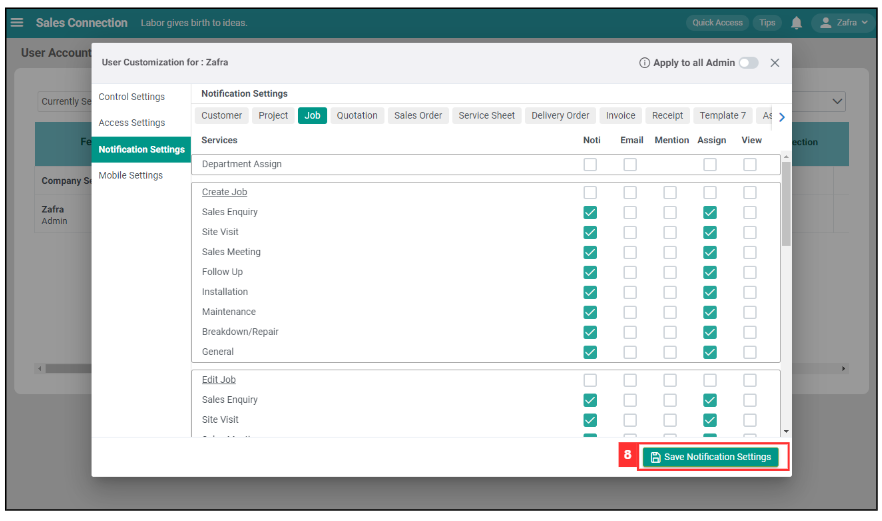 Sales Connection Labor gives birth to ideas. Quick Access Tips Zafra
User Account
User Customization for : Zafra Apply to all Admin
Control Settings
Access Settings
Notification Settings
Mobile Settings
Currently Se
Fe
ection
Company Se
Zafra
Admin
Notification Settings
Customer Project Job Quotation Sales Order Service Sheet Delivery Order Invoice Receipt Template 7 As
Services Noti Email Mention Assign View
Department Assign
Create Job
Sales Enquiry
Site Visit
Sales Meeting
Follow Up
Installation
Maintenance
Breakdown/Repair
General
Edit Job
Sales Enquiry
Site Visit
8 Save Notification Settings